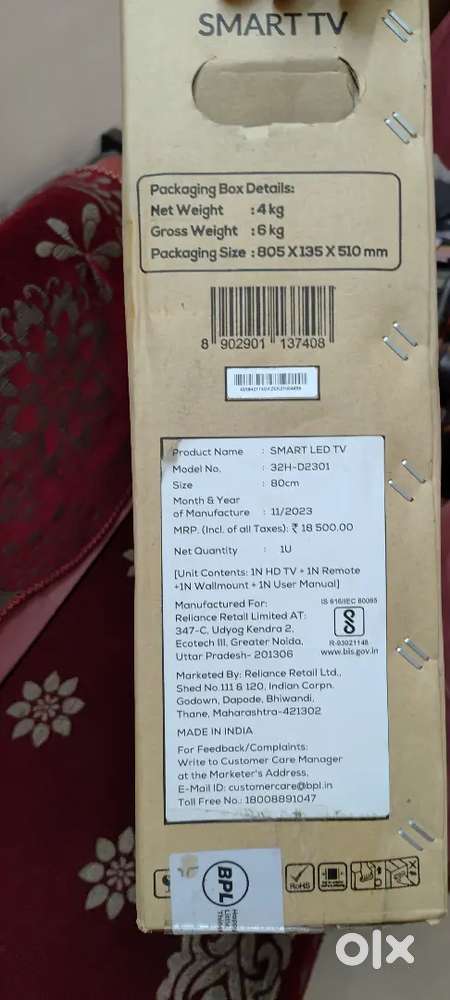 SMART TV
Packaging Box Details:
Net Weight : 4 kg
Gross Weight : 6 kg
Packaging Size : 805 X 135 X 510 mm
8 902901 137408
Product Name : SMART LED TV
Model No. : 32H-D2301
Size : 80cm
Month & Year
of Manufacture : 11/2023
MRP. (Incl. of all Taxes): ₹ 18 500.00
Net Quantity : 1U
[Unit Contents: 1N HD TV + 1N Remote
+1N Wallmount + 1N User Manual]
Manufactured For:
Reliance Retail Limited AT:
347-C, Udyog Kendra 2,
Ecotech III, Greater Noida,
Uttar Pradesh- 201306
IS 616/IEC 60065
R-93021148
www.bis.gov.in
Marketed By: Reliance Retail Ltd.,
Shed No.111 & 120, Indian Corpn.
Godown, Dapode, Bhiwandi,
Thane, Maharashtra-421302
MADE IN INDIA
For Feedback/Complaints:
Write to Customer Care Manager
at the Marketer's Address,
E-Mail ID: customercare@bpl.in
Toll Free No.: 18008891047
BPL
Happy
Little
RoHS
olx